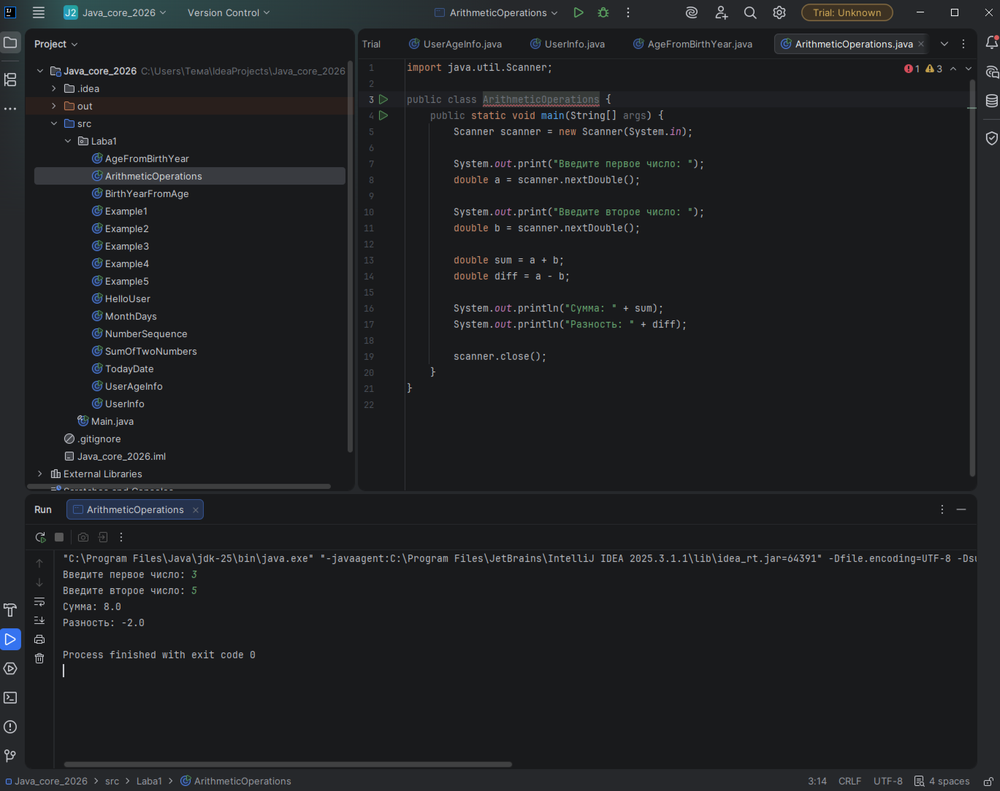 J2 Java_core_2026 Version Control ArithmeticOperations Trial: Unknown
Project
Java_core_2026 C:\Users\Тема\IdeaProjects\Java_core_2026
.idea
out
src
Laba1
AgeFromBirthYear
ArithmeticOperations
BirthYearFromAge
Example1
Example2
Example3
Example4
Example5
HelloUser
MonthDays
NumberSequence
SumOfTwoNumbers
TodayDate
UserAgeInfo
UserInfo
Main.java
.gitignore
Java_core_2026.iml
External Libraries
Scratches and Consoles
Trial UserAgeInfo.java UserInfo.java AgeFromBirthYear.java ArithmeticOperations.java
1 3
1 import java.util.Scanner;
2
3 public class ArithmeticOperations {
4 public static void main(String[] args) {
5 Scanner scanner = new Scanner(System.in);
6
7 System.out.print("Введите первое число: ");
8 double a = scanner.nextDouble();
9
10 System.out.print("Введите второе число: ");
11 double b = scanner.nextDouble();
12
13 double sum = a + b;
14 double diff = a - b;
15
16 System.out.println("Сумма: " + sum);
17 System.out.println("Разность: " + diff);
18
19 scanner.close();
20 }
21 }
22
Run ArithmeticOperations
"C:\Program Files\Java\jdk-25\bin\java.exe" "-javaagent:C:\Program Files\JetBrains\IntelliJ IDEA 2025.3.1.1\lib\idea_rt.jar=64391" -Dfile.encoding=UTF-8 -Dsu
Введите первое число: 3
Введите второе число: 5
Сумма: 8.0
Разность: -2.0
Process finished with exit code 0
Java_core_2026 > src > Laba1 > ArithmeticOperations 3:14 CRLF UTF-8 4 spaces